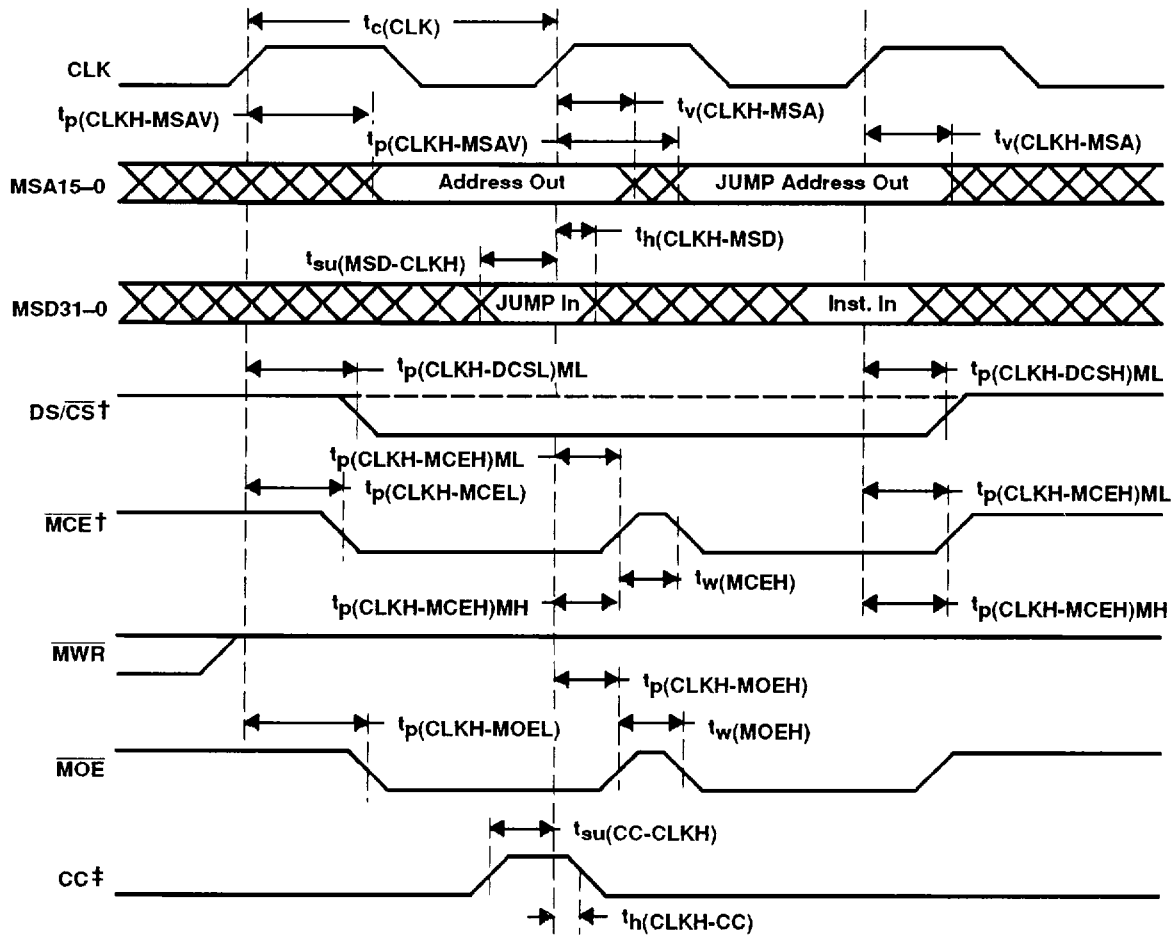 tc(CLK)
CLK
tp(CLKH-MSAV)
tv(CLKH-MSA)
tp(CLKH-MSAV)
tv(CLKH-MSA)
MSA15–0
Address Out
JUMP Address Out
th(CLKH-MSD)
tsu(MSD-CLKH)
MSD31–0
JUMP In
Inst. In
tp(CLKH-DCSL)ML
tp(CLKH-DCSH)ML
DS/CS†
tp(CLKH-MCEH)ML
tp(CLKH-MCEL)
tp(CLKH-MCEH)ML
MCE†
tw(MCEH)
tp(CLKH-MCEH)MH
tp(CLKH-MCEH)MH
MWR
tp(CLKH-MOEH)
tp(CLKH-MOEL)
tw(MOEH)
MOE
tsu(CC-CLKH)
CC‡
th(CLKH-CC)